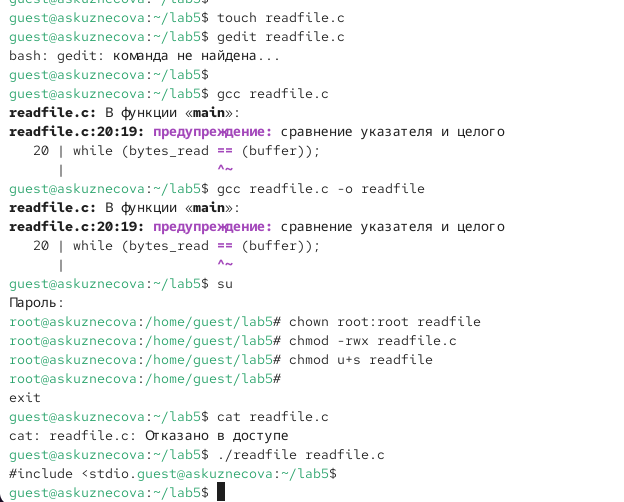 guest@askuznecova:~/lab5$ touch readfile.c
guest@askuznecova:~/lab5$ gedit readfile.c
bash: gedit: команда не найдена...
guest@askuznecova:~/lab5$
guest@askuznecova:~/lab5$ gcc readfile.c
readfile.c: В функции «main»:
readfile.c:20:19: предупреждение: сравнение указателя и целого
   20 | while (bytes_read == (buffer));
      |                   ^~
guest@askuznecova:~/lab5$ gcc readfile.c -o readfile
readfile.c: В функции «main»:
readfile.c:20:19: предупреждение: сравнение указателя и целого
   20 | while (bytes_read == (buffer));
      |                   ^~
guest@askuznecova:~/lab5$ su
Пароль:
root@askuznecova:/home/guest/lab5# chown root:root readfile
root@askuznecova:/home/guest/lab5# chmod -rwx readfile.c
root@askuznecova:/home/guest/lab5# chmod u+s readfile
root@askuznecova:/home/guest/lab5#
exit
guest@askuznecova:~/lab5$ cat readfile.c
cat: readfile.c: Отказано в доступе
guest@askuznecova:~/lab5$ ./readfile readfile.c
#include <stdio.guest@askuznecova:~/lab5$
guest@askuznecova:~/lab5$